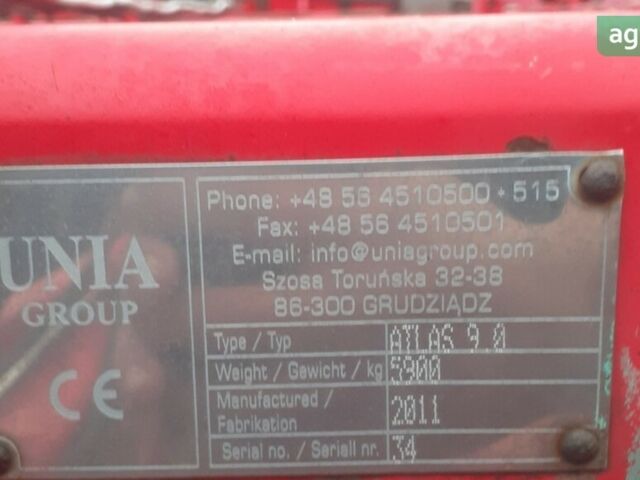 ag
UNIA
GROUP
CE
Phone: +48 56 4510500 + 515
Fax: +48 56 4510501
E-mail: info@uniagroup.com
Szosa Toruńska 32-38
86-300 GRUDZIĄDZ
Type / Typ ATLAS 9.0
Weight / Gewicht / kg 5900
Manufactured / Fabrikation 2011
Serial no. / Seriall nr. 34